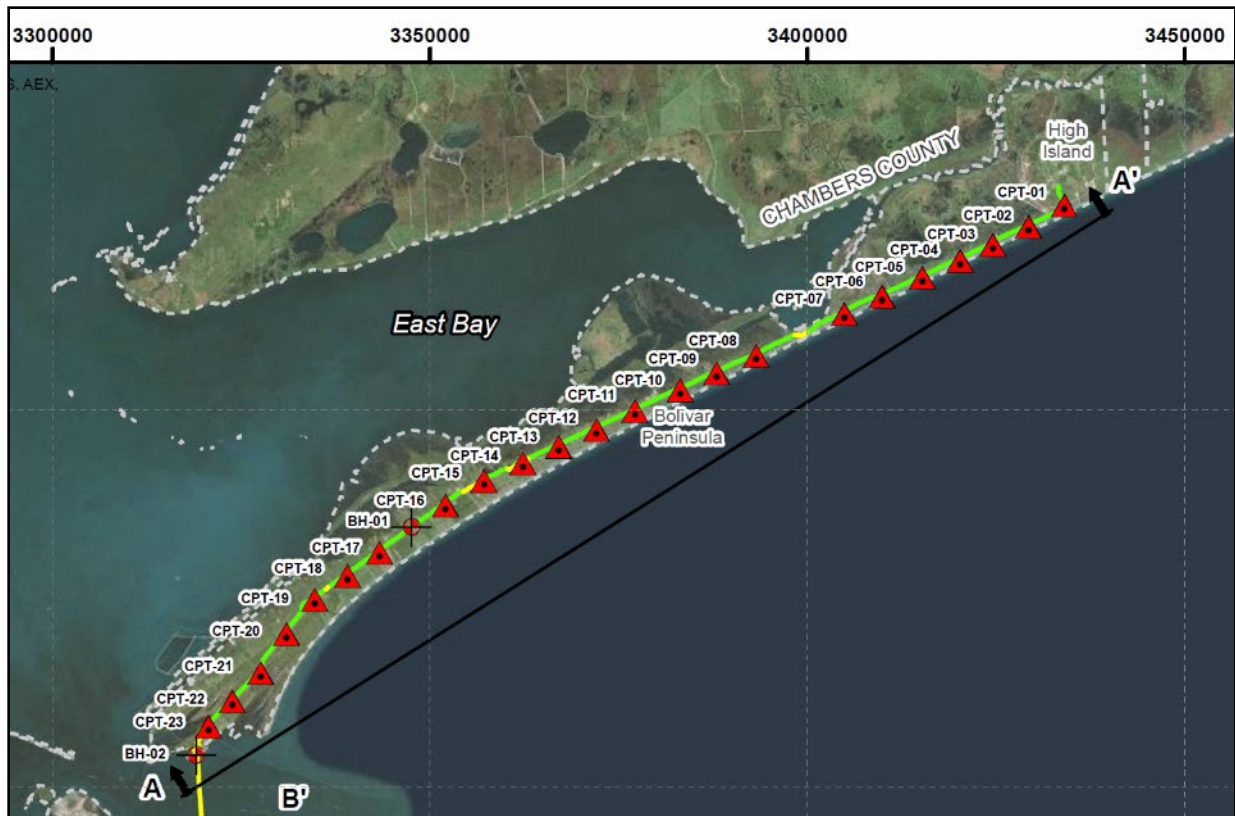 3300000
3350000
3400000
3450000
S, AEX,
High
Island
CHAMBERS COUNTY
A'
CPT-01
CPT-02
CPT-03
CPT-04
CPT-05
CPT-06
CPT-07
East Bay
CPT-08
CPT-09
CPT-10
CPT-11
Bolivar
Peninsula
CPT-12
CPT-13
CPT-14
CPT-15
CPT-16
BH-01
CPT-17
CPT-18
CPT-19
CPT-20
CPT-21
CPT-22
CPT-23
BH-02
A
B'